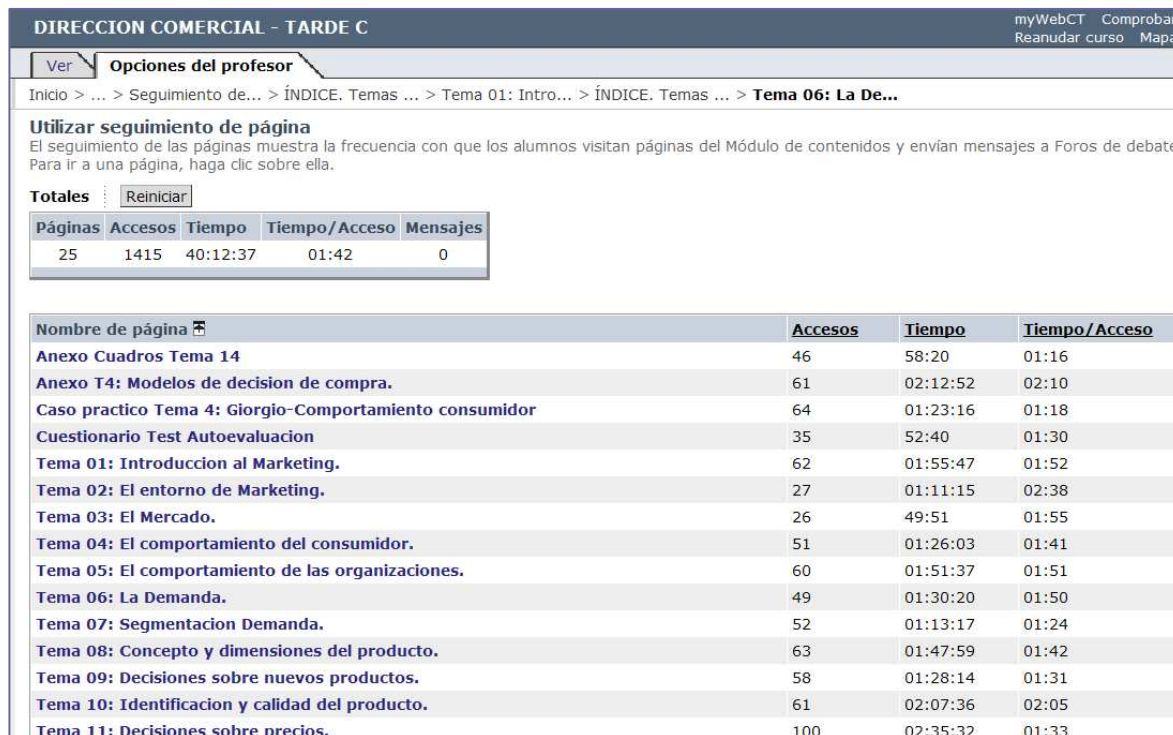 DIRECCION COMERCIAL - TARDE C
myWebCT Comprobar
Reanudar curso Mapa
Ver Opciones del profesor
Inicio > ... > Seguimiento de... > ÍNDICE. Temas ... > Tema 01: Intro... > ÍNDICE. Temas ... > Tema 06: La De...
Utilizar seguimiento de página
El seguimiento de las páginas muestra la frecuencia con que los alumnos visitan páginas del Módulo de contenidos y envían mensajes a Foros de debate
Para ir a una página, haga clic sobre ella.
Totales Reiniciar
Páginas Accesos Tiempo Tiempo/Acceso Mensajes
25 1415 40:12:37 01:42 0
Nombre de página Accesos Tiempo Tiempo/Acceso
Anexo Cuadros Tema 14 46 58:20 01:16
Anexo T4: Modelos de decision de compra. 61 02:12:52 02:10
Caso practico Tema 4: Giorgio-Comportamiento consumidor 64 01:23:16 01:18
Cuestionario Test Autoevaluacion 35 52:40 01:30
Tema 01: Introduccion al Marketing. 62 01:55:47 01:52
Tema 02: El entorno de Marketing. 27 01:11:15 02:38
Tema 03: El Mercado. 26 49:51 01:55
Tema 04: El comportamiento del consumidor. 51 01:26:03 01:41
Tema 05: El comportamiento de las organizaciones. 60 01:51:37 01:51
Tema 06: La Demanda. 49 01:30:20 01:50
Tema 07: Segmentacion Demanda. 52 01:13:17 01:24
Tema 08: Concepto y dimensiones del producto. 63 01:47:59 01:42
Tema 09: Decisiones sobre nuevos productos. 58 01:28:14 01:31
Tema 10: Identificacion y calidad del producto. 61 02:07:36 02:05
Tema 11: Decisiones sobre precios. 100 02:35:32 01:33